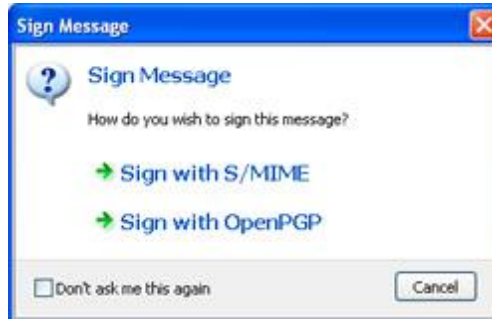 Sign Message
Sign Message
How do you wish to sign this message?
Sign with S/MIME
Sign with OpenPGP
Don't ask me this again
Cancel